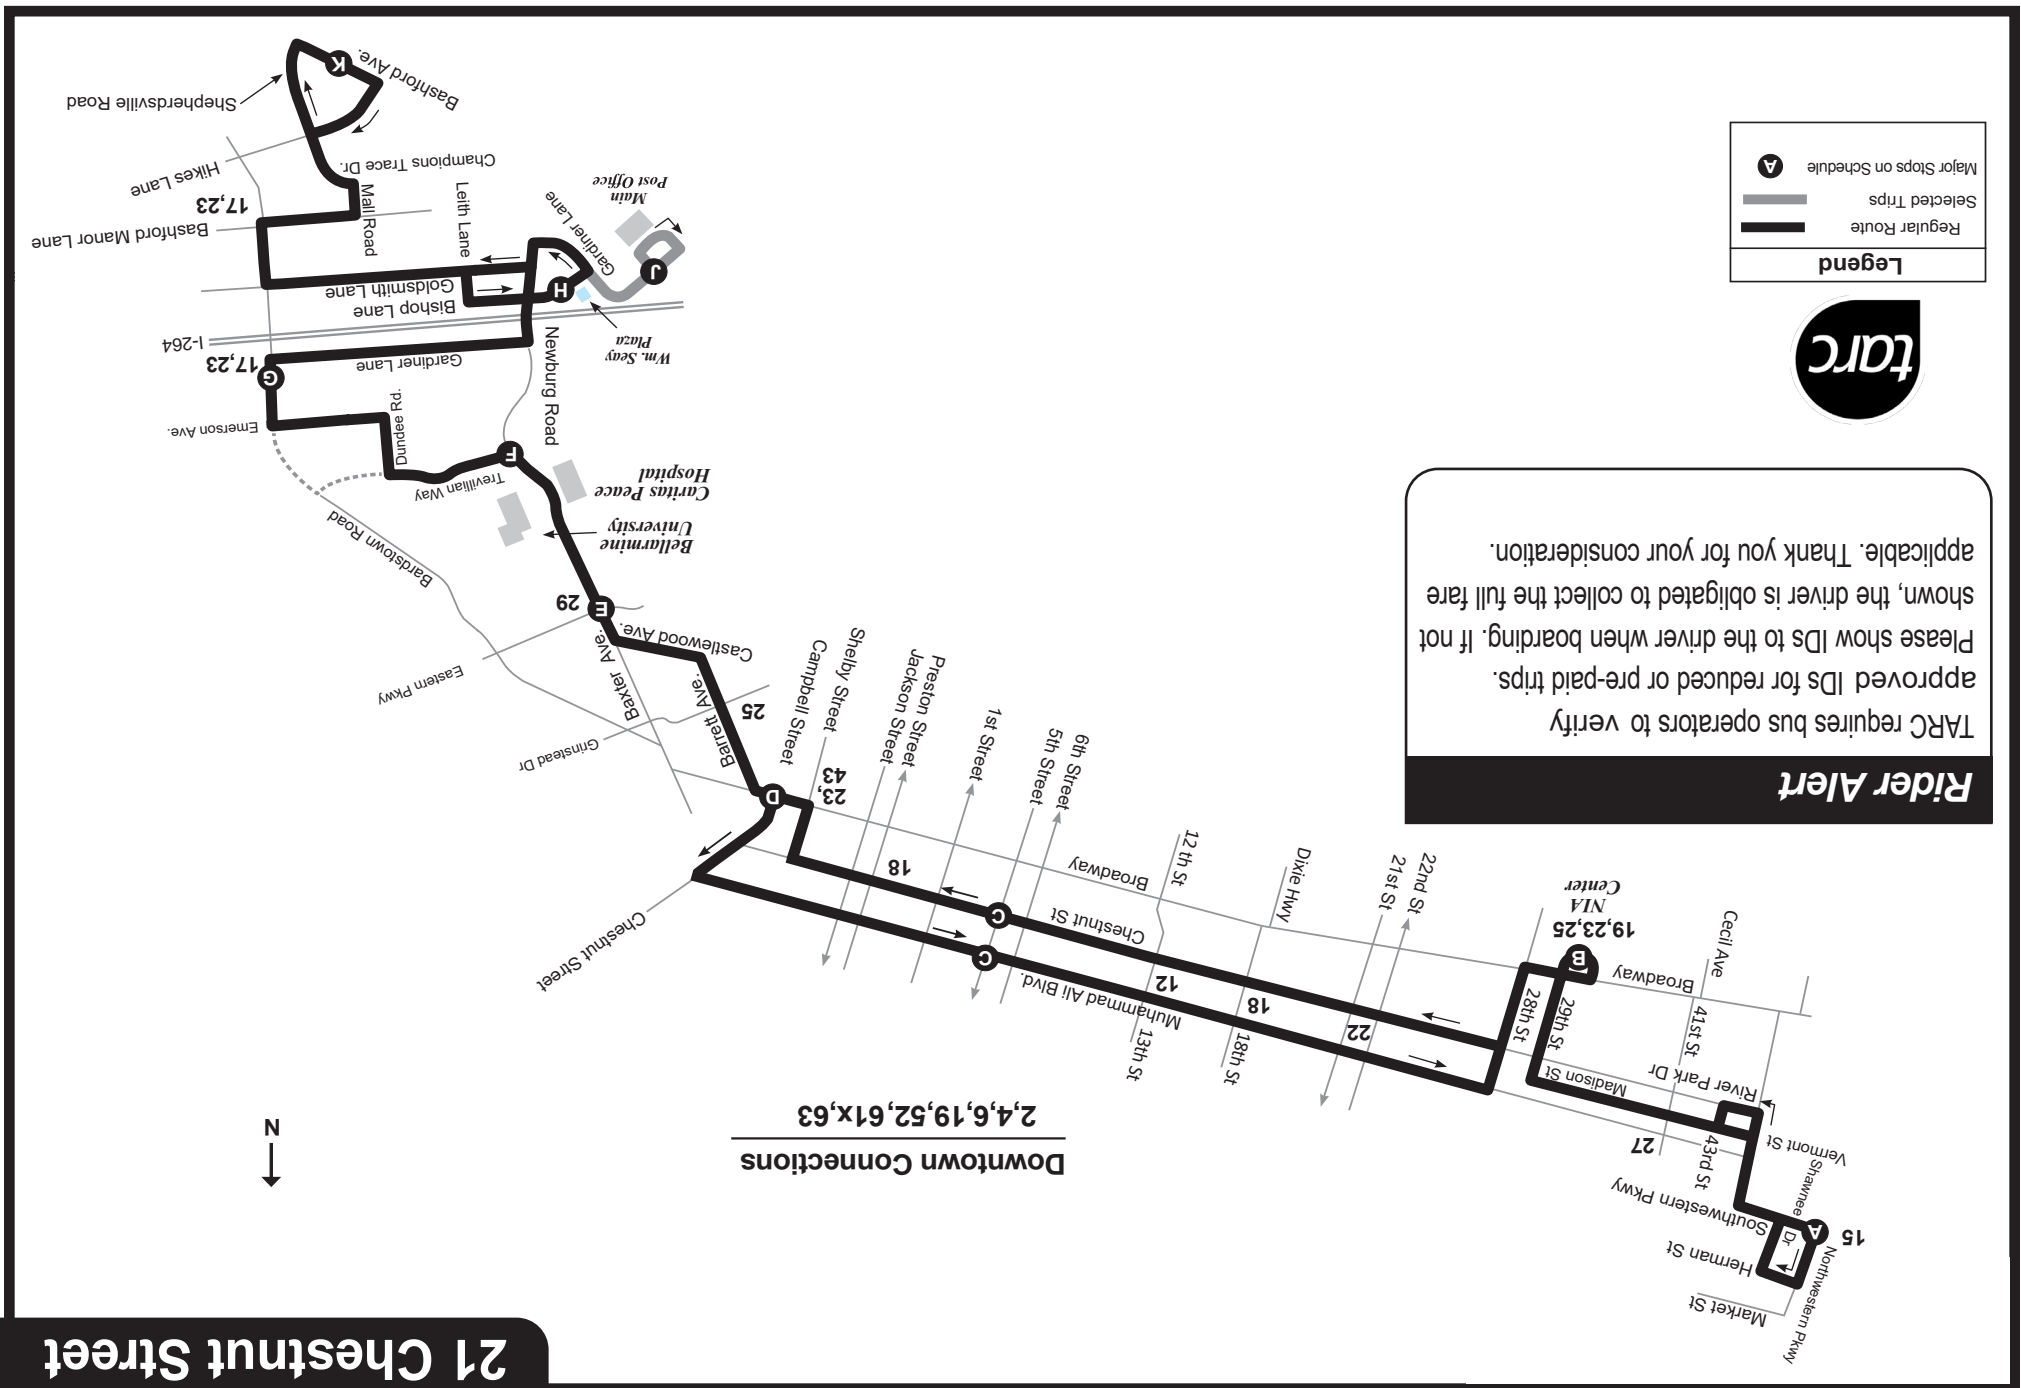 21 Chestnut Street
Market St
Northwestern Pkwy
Herman St
15
A
Shawnee
Dr
Southwestern Pkwy
Vermont St
43rd St
27
River Park Dr
Madison St
41st St
Cecil Ave
Broadway
29th St
28th St
B
19,23,25
NIA
Center
N
Downtown Connections
2,4,6,19,52,61x,63
22
18
12
18th St
13th St
Muhammad Ali Blvd.
Chestnut St
C
C
22nd St
21st St
Dixie Hwy
12 th St
Broadway
6th Street
5th Street
1st Street
Preston Street
Jackson Street
18
Shelby Street
Campbell Street
23,
43
D
Chestnut Street
Barrett Ave.
25
Grinstead Dr
Baxter Ave.
Castlewood Ave.
Eastern Pkwy
E
29
Bardstown Road
Bellarmine
University
Caritas Peace
Hospital
F
Trevilian Way
Dundee Rd.
Emerson Ave.
Newburg Road
G
17,23
Gardiner Lane
I-264
Wm. Seay
Plaza
Bishop Lane
Goldsmith Lane
H
J
Gardiner Lane
Main
Post Office
Leith Lane
Mall Road
Bashford Manor Lane
17,23
Champions Trace Dr.
Hikes Lane
Shepherdsville Road
Bashford Ave.
K
Rider Alert
TARC requires bus operators to verify
approved IDs for reduced or pre-paid trips.
Please show IDs to the driver when boarding. If not
shown, the driver is obligated to collect the full fare
applicable. Thank you for your consideration.
tarc
Legend
Regular Route
Selected Trips
Major Stops on Schedule A